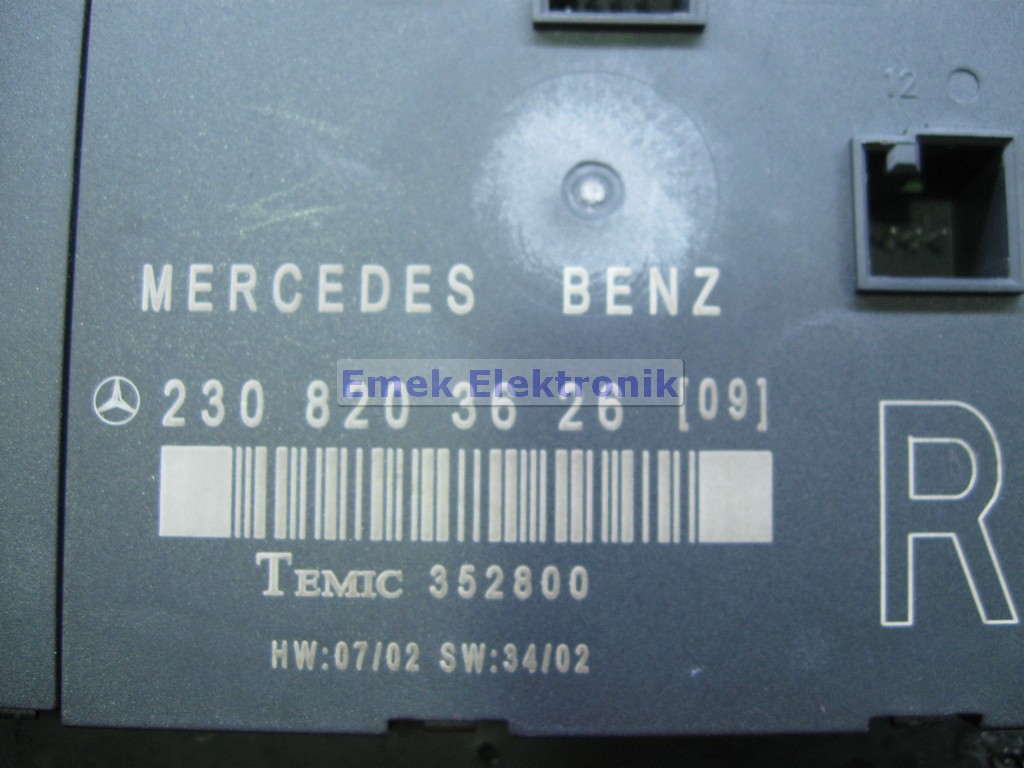 12
MERCEDES BENZ
230 820 36 26 [09]
Emek Elektronik
TEMIC 352800
R
HW:07/02 SW:34/02